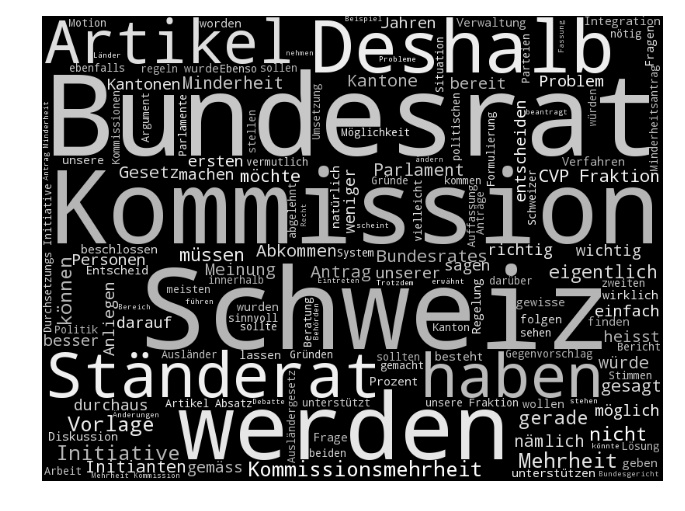 Motion
worden
Beispiel
Jahren
Verwaltung
Integration
Artikel
Deshalb
nötig
Fragen
Länder
nehmen
Probleme
Situation
Parteien
Fassung
ebenfalls
regeln
wurde
Ebenso
sollen
Kantonen
Minderheit
Kantone
bereit
Problem
Minderheitsantrag
Bundesrat
Kommissionen
Argument
Parlamente
stellen
Umsetzung
Möglichkeit
politischen
Formulierung
entscheiden
beantragt
würden
unsere
ersten
vermutlich
ändern
Verfahren
Antrag Minderheit
Gesetz
machen
möchte
natürlich
weniger
Gründe
Parlament
kommen
CVP Fraktion
Kommission
abgelehnt
Recht
scheint
vielleicht
Auffassung
Anträge
schweizer
Durchsetzungs Initiative
beschlossen
Personen
Entscheid
müssen
Abkommen
System
Bundesrates
richtig
wichtig
können
Anliegen
Meinung
innerhalb
Antrag
Eintreten
Trotzdem
unserer
sagen
erwähnt
darüber
eigentlich
zweiten
Schweiz
Bereich
meisten
führen
wurden
sinnvoll
sollte
Beratung
Behörden
Kanton
Regelung
gewisse
folgen
sehen
wirklich
einfach
finden
Politik
besser
darauf
heisst
Bericht
Ausländer
lassen
Gründen
sollten
gemacht
besteht
Gegenvorschlag
würde
Stimmen
Ständerat
haben
Prozent
gesagt
durchaus
Artikel Absatz
Debatte
unterstützt
unsere Fraktion
wollen
stehen
möglich
Vorlage
Änderungen
werden
Ausländergesetz
gerade
Diskussion
Frage
nämlich
nicht
könnte
Lösung
Initiative
beiden
Arbeit
Initianten
gemäss
Kommissionsmehrheit
Mehrheit
geben
Mehrheit Kommission
unterstützen
Bundesgericht